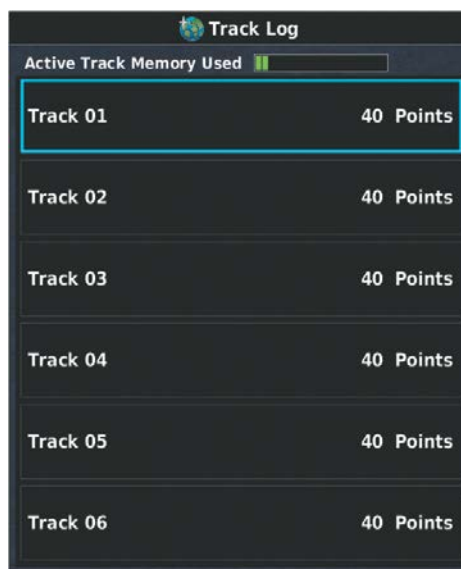 Track Log
Active Track Memory Used
Track 01 40 Points
Track 02 40 Points
Track 03 40 Points
Track 04 40 Points
Track 05 40 Points
Track 06 40 Points